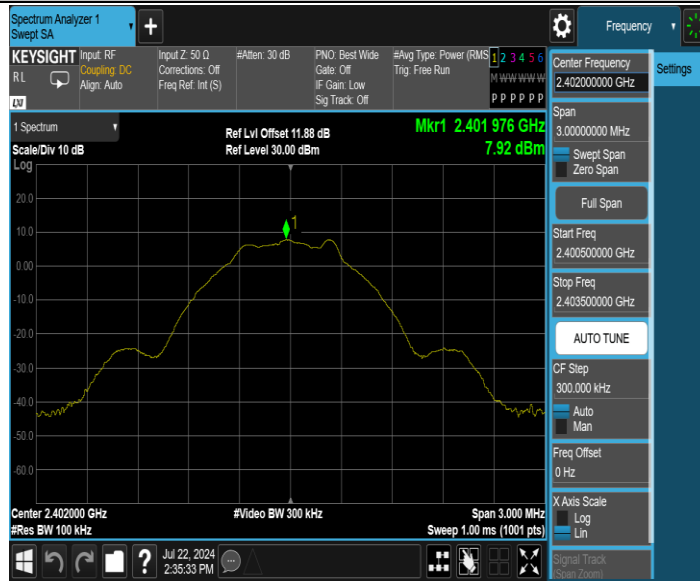 Spectrum Analyzer 1
Swept SA
Frequency
KEYSIGHT
RL
LXI
Input: RF
Coupling: DC
Align: Auto
Input Z: 50 Ω
Corrections: Off
Freq Ref: Int (S)
#Atten: 30 dB
PNO: Best Wide
Gate: Off
IF Gain: Low
Sig Track: Off
#Avg Type: Power (RMS
Trig: Free Run
1 2 3 4 5 6
M W W W W W
P P P P P P
1 Spectrum
Scale/Div 10 dB
Log
Ref Lvl Offset 11.88 dB
Ref Level 30.00 dBm
Mkr1 2.401 976 GHz
7.92 dBm
1
20.0
10.0
0.00
-10.0
-20.0
-30.0
-40.0
-50.0
-60.0
Center 2.402000 GHz
#Res BW 100 kHz
#Video BW 300 kHz
Span 3.000 MHz
Sweep 1.00 ms (1001 pts)
Center Frequency
2.402000000 GHz
Settings
Span
3.00000000 MHz
Swept Span
Zero Span
Full Span
Start Freq
2.400500000 GHz
Stop Freq
2.403500000 GHz
AUTO TUNE
CF Step
300.000 kHz
Auto
Man
Freq Offset
0 Hz
X Axis Scale
Log
Lin
Signal Track
(Span Zoom)
?
Jul 22, 2024
2:35:33 PM